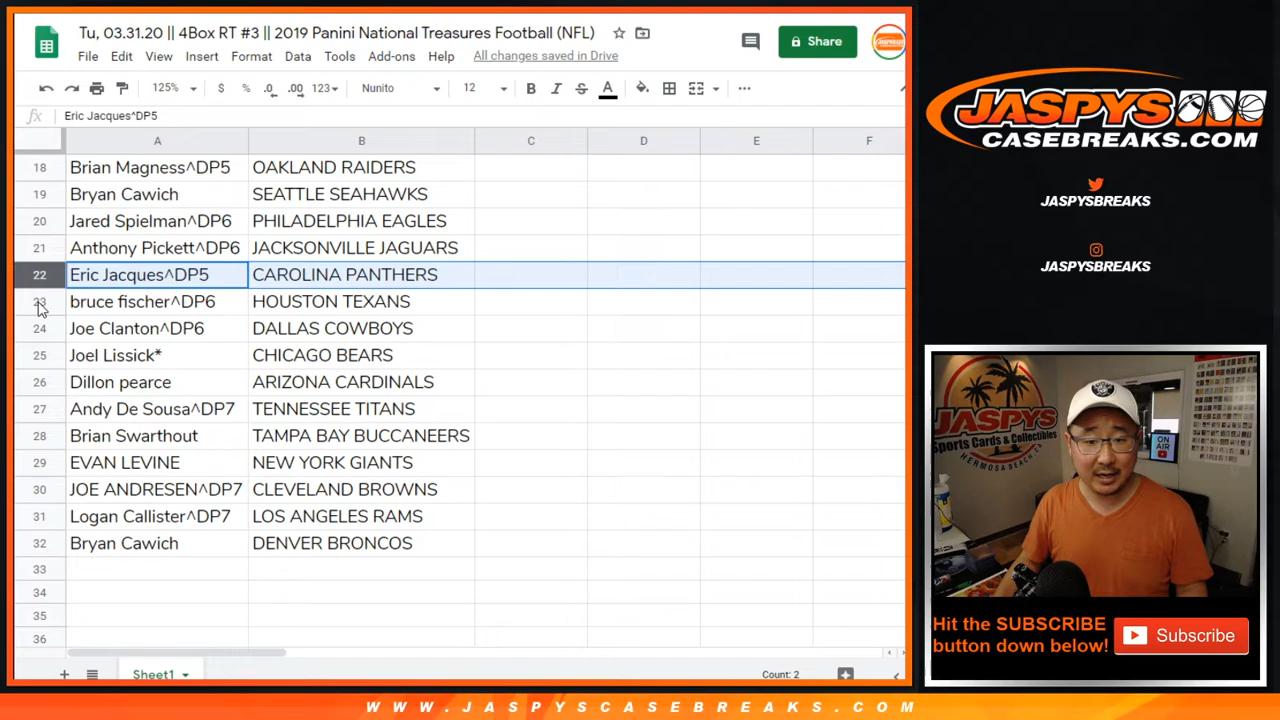 Tu, 03.31.20 || 4Box RT #3 || 2019 Panini National Treasures Football (NFL)
File Edit View Insert Format Data Tools Add-ons Help All changes saved in Drive
Share
125% $ % .0 .00 123 Nunito 12 B I S A
fx Eric Jacques^DP5
A B C D E F
18 Brian Magness^DP5 OAKLAND RAIDERS
19 Bryan Cawich SEATTLE SEAHAWKS
20 Jared Spielman^DP6 PHILADELPHIA EAGLES
21 Anthony Pickett^DP6 JACKSONVILLE JAGUARS
22 Eric Jacques^DP5 CAROLINA PANTHERS
23 bruce fischer^DP6 HOUSTON TEXANS
24 Joe Clanton^DP6 DALLAS COWBOYS
25 Joel Lissick* CHICAGO BEARS
26 Dillon pearce ARIZONA CARDINALS
27 Andy De Sousa^DP7 TENNESSEE TITANS
28 Brian Swarthout TAMPA BAY BUCCANEERS
29 EVAN LEVINE NEW YORK GIANTS
30 JOE ANDRESEN^DP7 CLEVELAND BROWNS
31 Logan Callister^DP7 LOS ANGELES RAMS
32 Bryan Cawich DENVER BRONCOS
33
34
35
36
Sheet1
Count: 2
JASPYS
CASEBREAKS.COM
JASPYSBREAKS
JASPYSBREAKS
JASPYS
Sports Cards & Collectibles
HERMOSA BEACH
ON AIR
Hit the SUBSCRIBE
button down below!
Subscribe
WWW.JASPYSCASEBREAKS.COM